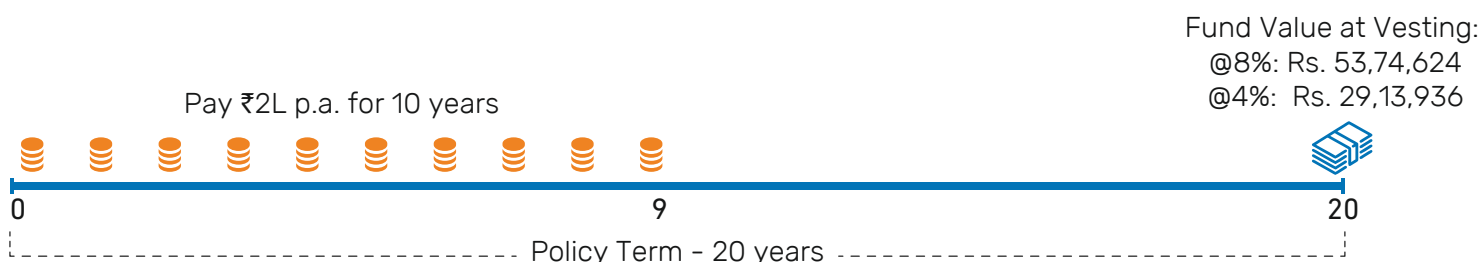 Fund Value at Vesting:
@8%: Rs. 53,74,624
@4%: Rs. 29,13,936
Pay ₹2L p.a. for 10 years
0
9
20
Policy Term - 20 years